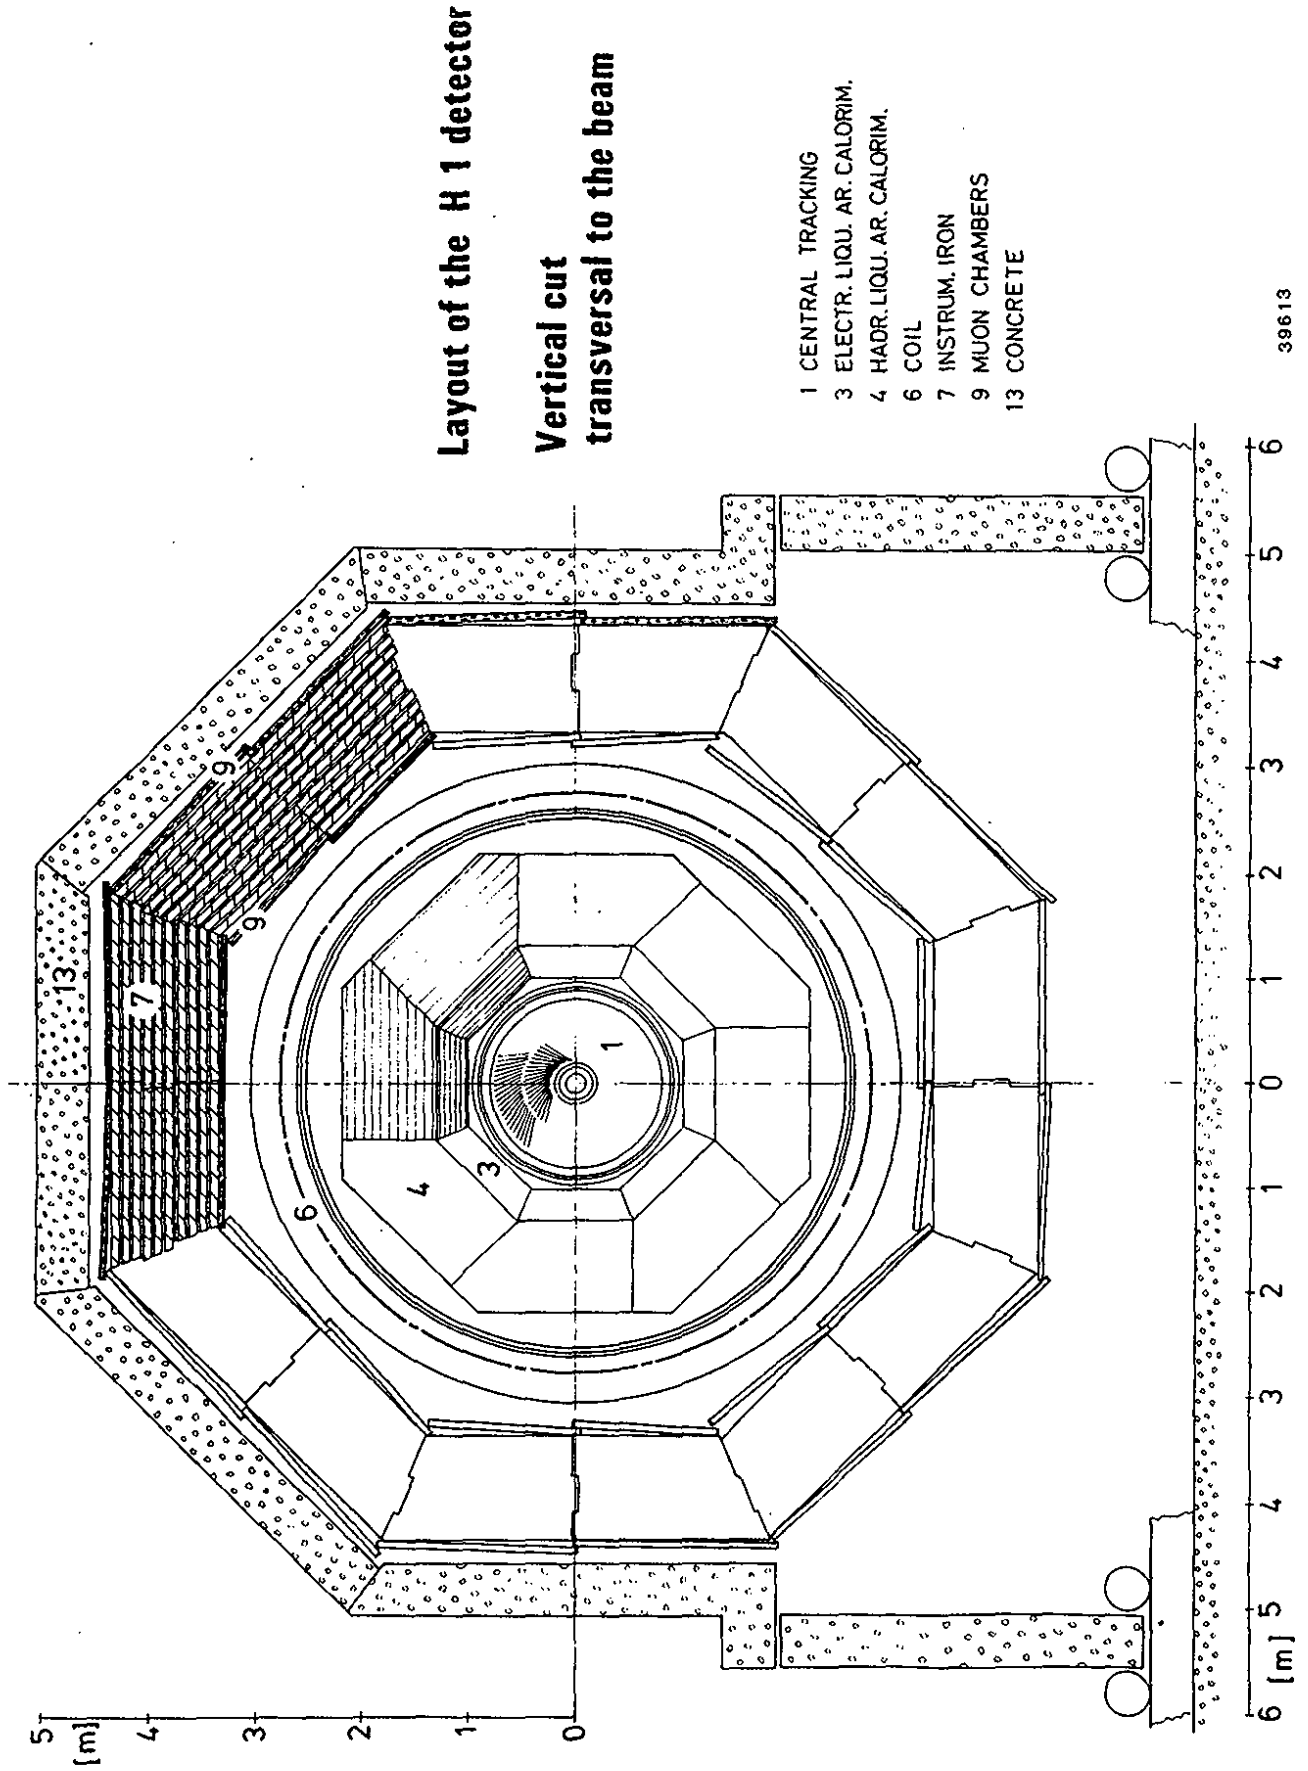 Layout of the H 1 detector
Vertical cut
transversal to the beam
1 CENTRAL TRACKING
3 ELECTR. LIQU. AR. CALORIM.
4 HADR. LIQU. AR. CALORIM.
6 COIL
7 INSTRUM. IRON
9 MUON CHAMBERS
13 CONCRETE
39613
5
[m]
4
3
2
1
0
13
7
9
9
6
4
3
1
6 5 4 3 2 1 0 1 2 3 4 5 6
[m]